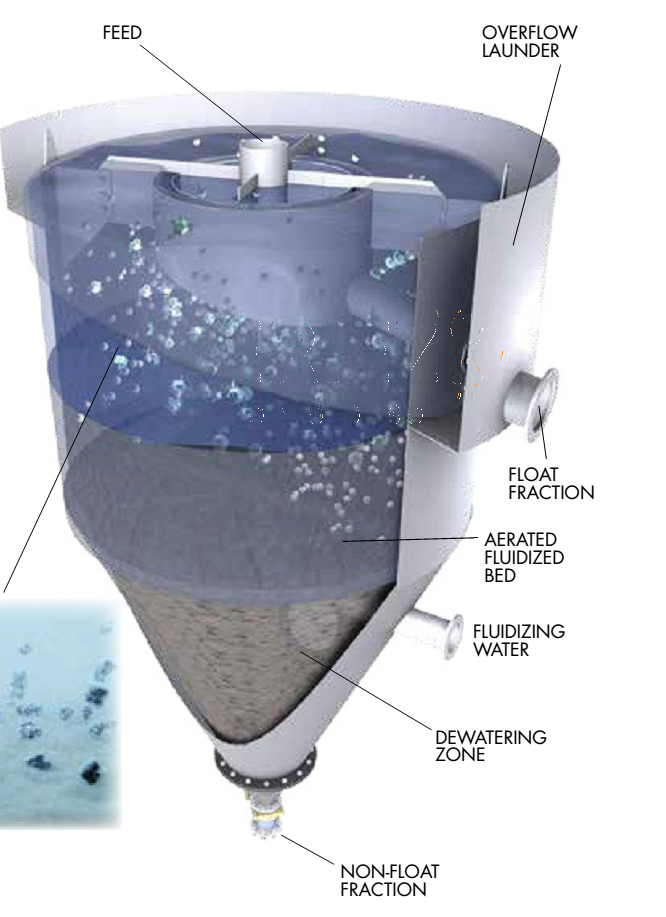 FEED
OVERFLOW
LAUNDER
FLOAT
FRACTION
AERATED
FLUIDIZED
BED
FLUIDIZING
WATER
DEWATERING
ZONE
NON-FLOAT
FRACTION